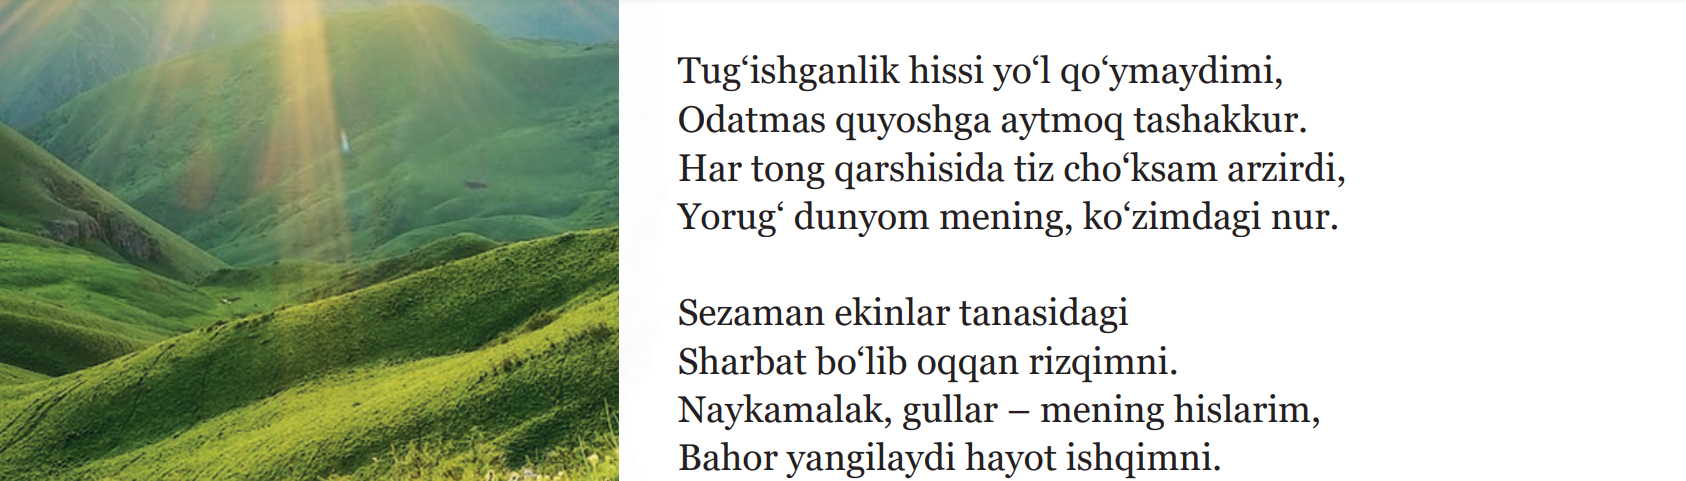 Tug‘ishganlik hissi yo‘l qo‘ymaydimi,
Odatmas quyoshga aytmoq tashakkur.
Har tong qarshisida tiz cho‘ksam arzirdi,
Yorug‘ dunyom mening, ko‘zimdagi nur.

Sezaman ekinlar tanasidagi
Sharbat bo‘lib oqqan rizqimni.
Naykamalak, gullar – mening hislarim,
Bahor yangilaydi hayot ishqimni.